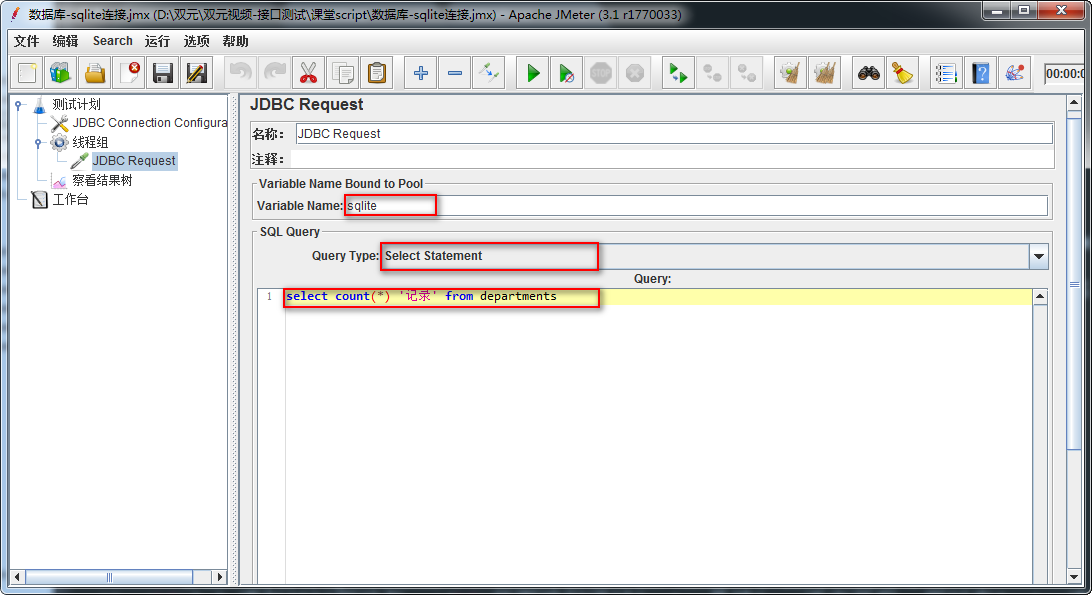 数据库-sqlite连接.jmx (D:\双元\双元视频-接口测试\课堂script\数据库-sqlite连接.jmx) - Apache JMeter (3.1 r1770033)
文件 编辑 Search 运行 选项 帮助
STOP
00:00:0
测试计划
JDBC Connection Configura
线程组
JDBC Request
察看结果树
工作台
JDBC Request
名称: JDBC Request
注释:
Variable Name Bound to Pool
Variable Name: sqlite
SQL Query
Query Type: Select Statement
Query:
1 select count(*) '记录' from departments